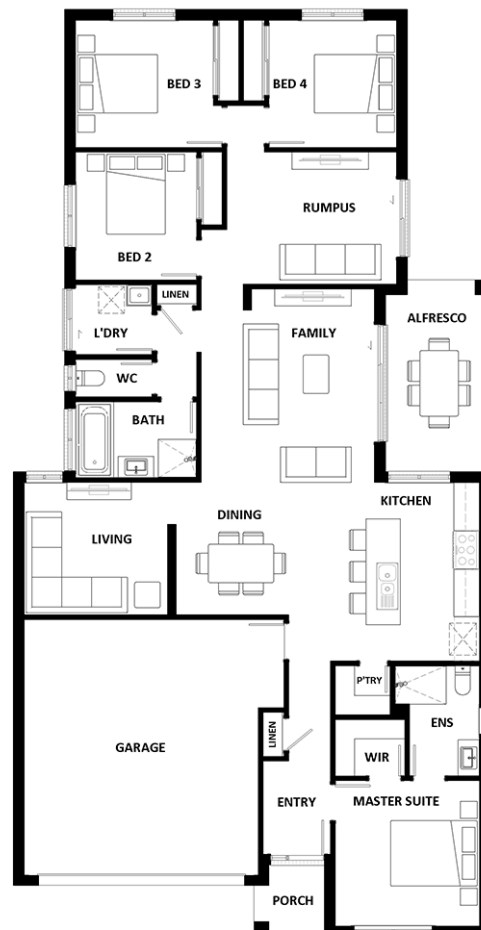 BED 3
BED 4
RUMPUS
BED 2
LINEN
L'DRY
FAMILY
ALFRESCO
WC
BATH
KITCHEN
DINING
LIVING
P'TRY
ENS
LINEN
GARAGE
WIR
ENTRY
MASTER SUITE
PORCH